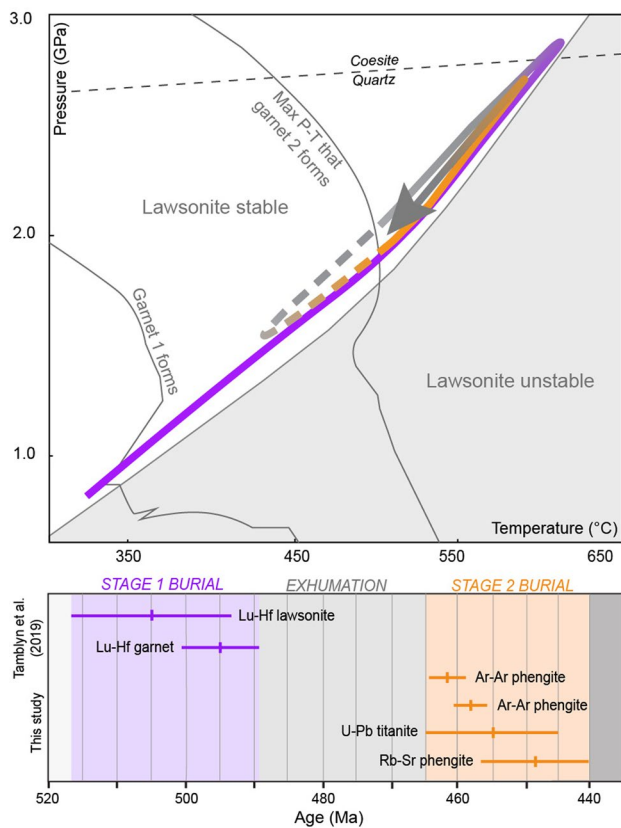 3.0
Pressure (GPa)
Coesite
Quartz
Max P-T that
garnet 2 forms
Lawsonite stable
2.0
Garnet 1 forms
Lawsonite unstable
1.0
Temperature (°C)
350
450
550
650
STAGE 1 BURIAL
EXHUMATION
STAGE 2 BURIAL
Tamblyn et al.
(2019)
Lu-Hf lawsonite
Lu-Hf garnet
This study
Ar-Ar phengite
Ar-Ar phengite
U-Pb titanite
Rb-Sr phengite
520
500
480
460
440
Age (Ma)